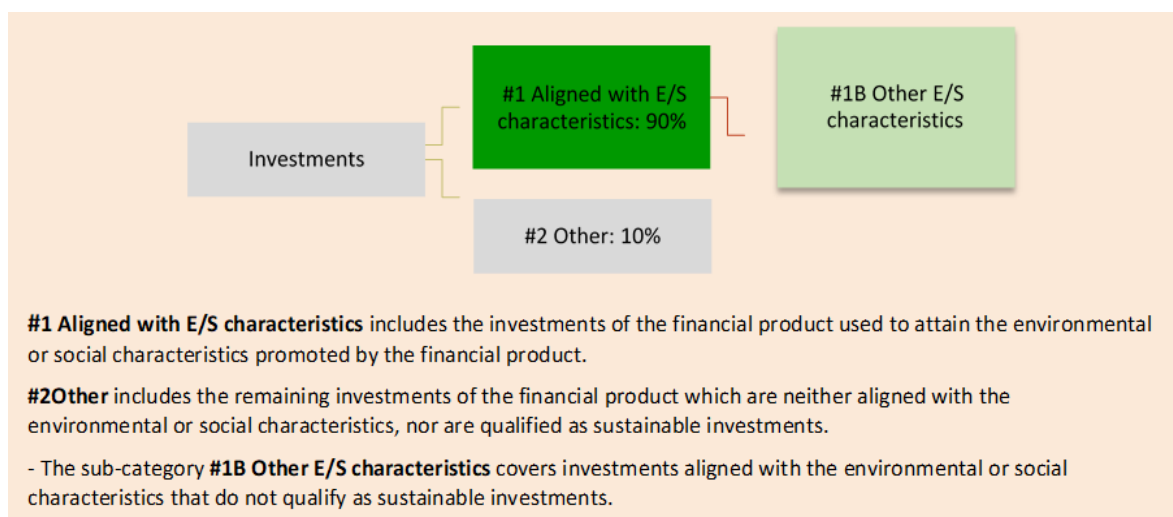 #1 Aligned with E/S
characteristics: 90%
#1B Other E/S
characteristics
Investments
#2 Other: 10%
#1 Aligned with E/S characteristics includes the investments of the financial product used to attain the environmental
or social characteristics promoted by the financial product.
#2Other includes the remaining investments of the financial product which are neither aligned with the
environmental or social characteristics, nor are qualified as sustainable investments.
- The sub-category #1B Other E/S characteristics covers investments aligned with the environmental or social
characteristics that do not qualify as sustainable investments.